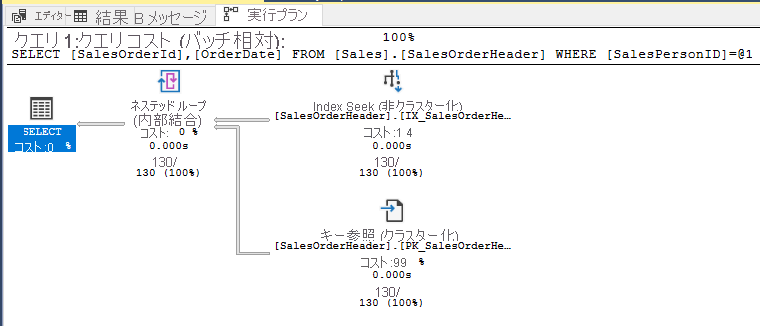 エディター 結果 B メッセージ 実行プラン
クエリ 1:クエリコスト (バッチ相対): 100%
SELECT [SalesOrderId],[OrderDate] FROM [Sales].[SalesOrderHeader] WHERE [SalesPersonID]=@1
SELECT
コスト:0 %
ネステッド ループ
(内部結合)
コスト: 0 %
0.000s
130/
130 (100%)
Index Seek (非クラスター化)
[SalesOrderHeader].[IX_SalesOrderHe…
コスト:1 4
0.000s
130/
130 (100%)
キー参照 (クラスター化)
[SalesOrderHeader].[PK_SalesOrderHe…
コスト:99 %
0.000s
130/
130 (100%)